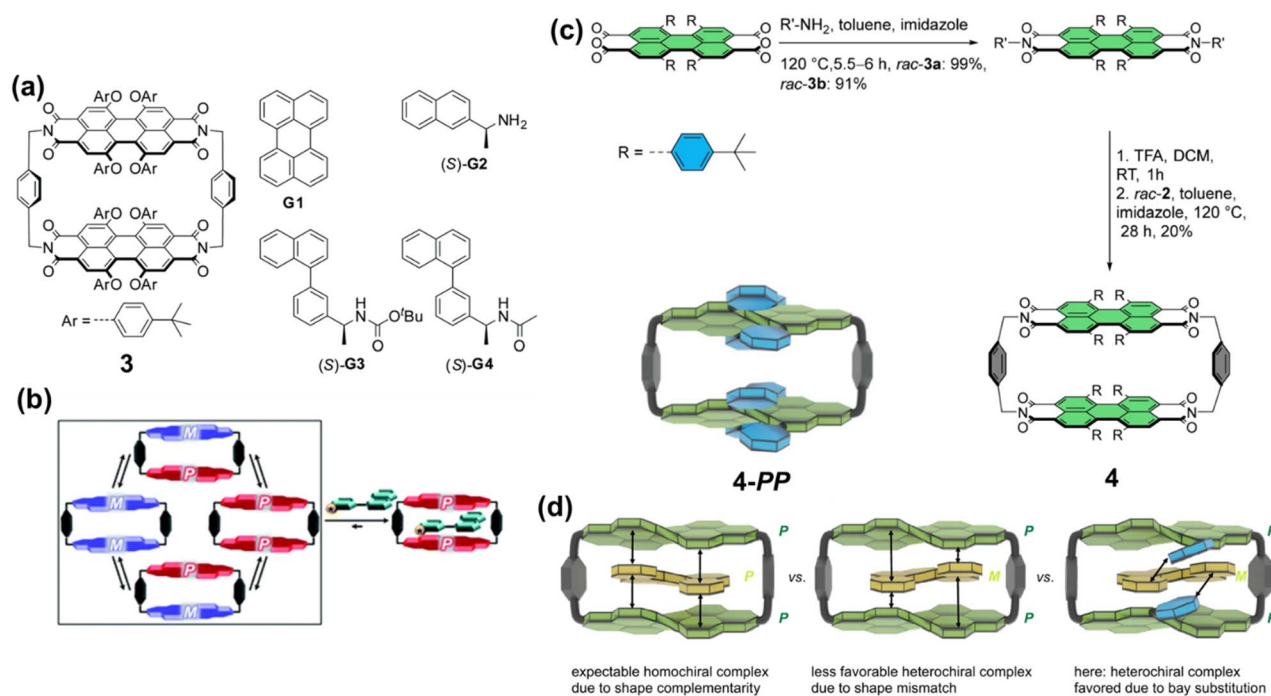 (a)
ArO OAr
O O
N N
O O
ArO OAr
ArO OAr
O O
N N
O O
ArO OAr
Ar =
3
G1
NH2
(S)-G2
H
N O'Bu
O
(S)-G3
H
N
O
(S)-G4
(b)
M
P
M
M
P
P
P
M
P
P
(c)
R R
O O
O O
O O
R R
R'-NH2, toluene, imidazole
120 °C,5.5–6 h, rac-3a: 99%,
rac-3b: 91%
R R
O O
R'-N N-R'
O O
R R
R =
1. TFA, DCM,
RT, 1h
2. rac-2, toluene,
imidazole, 120 °C,
28 h, 20%
4-PP
R R
O O
N N
O O
R R
R R
O O
N N
O O
R R
4
(d)
P
P
P
vs.
P
M
P
vs.
P
M
P
expectable homochiral complex
due to shape complementarity
less favorable heterochiral complex
due to shape mismatch
here: heterochiral complex
favored due to bay substitution